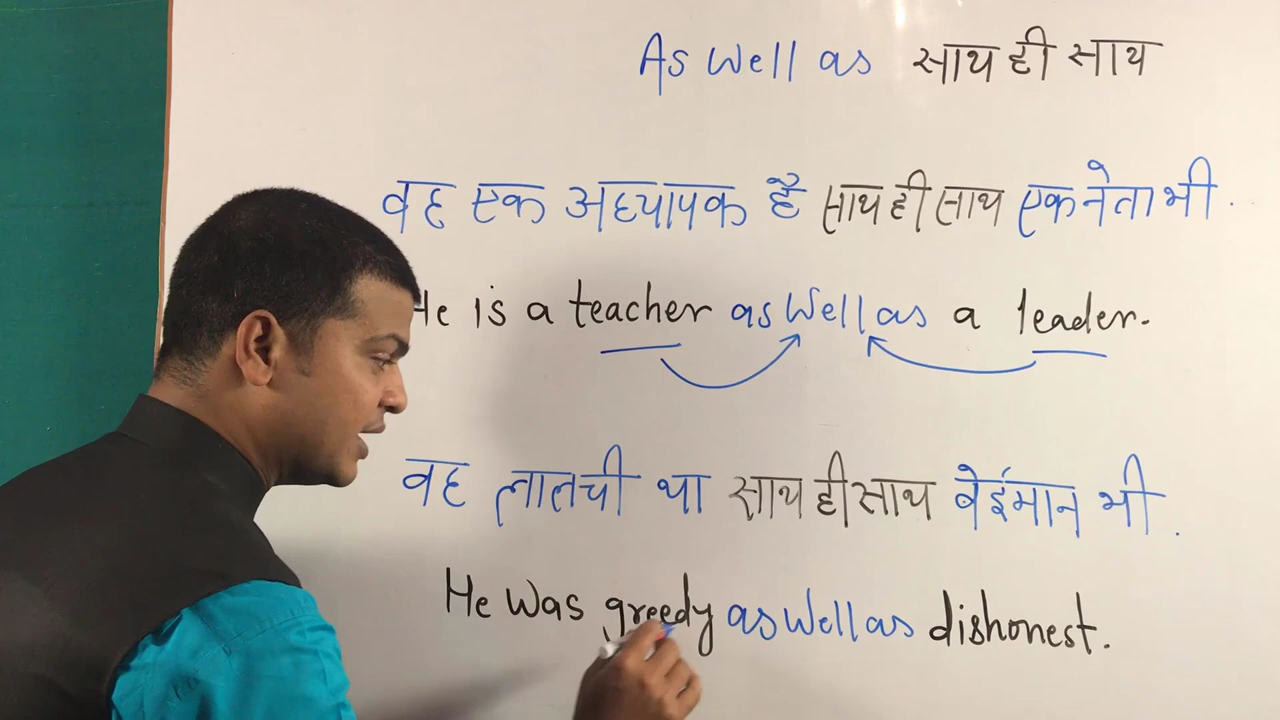 As well as साथ ही साथ
वह एक अध्यापक है साथ ही साथ एक नेता भी .
He is a teacher as well as a leader.
वह लालची था साथ ही साथ बेईमान भी .
He was greedy as well as dishonest.